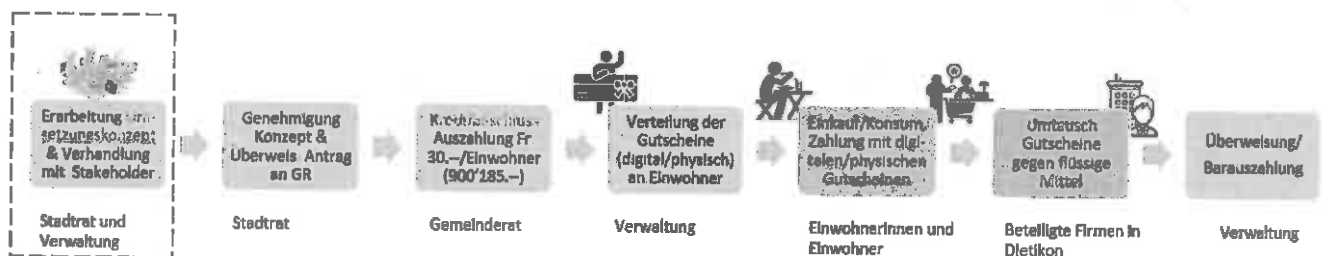 Erarbeitung Um-
setzungskonzept
& Verhandlung
mit Stakeholder
Stadtrat und
Verwaltung
Genehmigung
Konzept &
Überweis. Antrag
an GR
Stadtrat
Auszahlung Fr
30.--/Einwohner
(900'185.--)
Gemeinderat
Verteilung der
Gutscheine
(digital/physisch)
an Einwohner
Verwaltung
Einkauf/Konsum/
Zahlung mit digi-
talen/physischen
Gutscheinen
Einwohnerinnen und
Einwohner
Umtausch
Gutscheine
gegen flüssige
Mittel
Beteiligte Firmen in
Dietikon
Überweisung/
Barauszahlung
Verwaltung